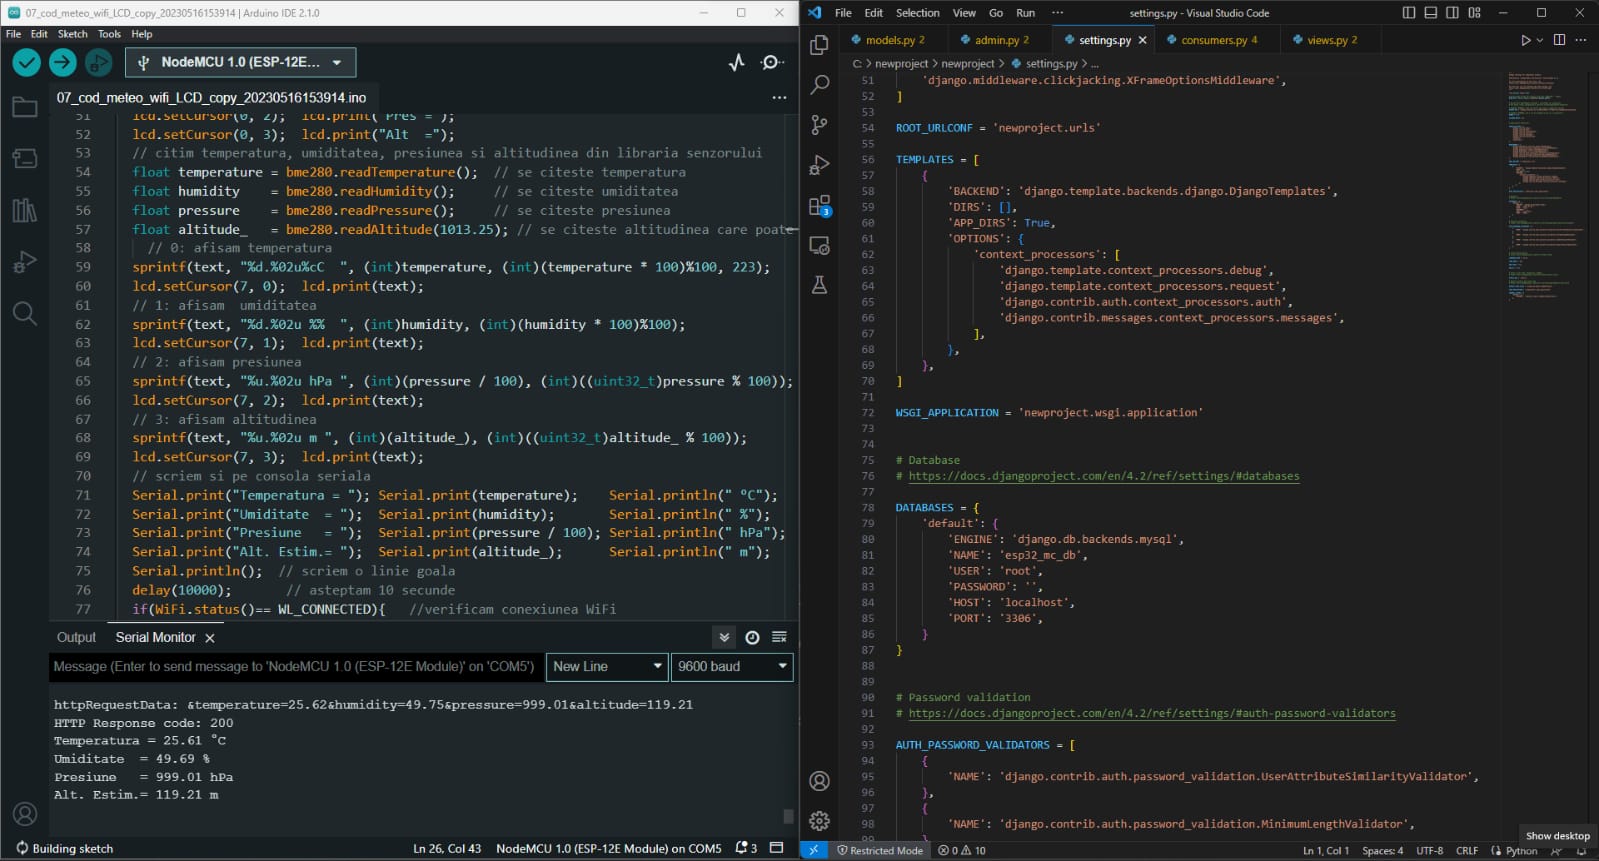 07_cod_meteo_wifi_LCD_copy_20230516153914 | Arduino IDE 2.1.0
File Edit Sketch Tools Help
NodeMCU 1.0 (ESP-12E...
07_cod_meteo_wifi_LCD_copy_20230516153914.ino
51 lcd.setCursor(0, 2); lcd.print("Pres =");
52 lcd.setCursor(0, 3); lcd.print("Alt  =");
53 // citim temperatura, umiditatea, presiunea si altitudinea din libraria senzorului
54 float temperature = bme280.readTemperature();  // se citeste temperatura
55 float humidity    = bme280.readHumidity();     // se citeste umiditatea
56 float pressure    = bme280.readPressure();     // se citeste presiunea
57 float altitude_   = bme280.readAltitude(1013.25); // se citeste altitudinea care poate
58   // 0: afisam temperatura
59 sprintf(text, "%d.%02u%cC  ", (int)temperature, (int)(temperature * 100)%100, 223);
60 lcd.setCursor(7, 0);  lcd.print(text);
61 // 1: afisam  umiditatea
62 sprintf(text, "%d.%02u %%  ", (int)humidity, (int)(humidity * 100)%100);
63 lcd.setCursor(7, 1);  lcd.print(text);
64 // 2: afisam presiunea
65 sprintf(text, "%u.%02u hPa ", (int)(pressure / 100), (int)((uint32_t)pressure % 100));
66 lcd.setCursor(7, 2);  lcd.print(text);
67 // 3: afisam altitudinea
68 sprintf(text, "%u.%02u m ", (int)(altitude_), (int)((uint32_t)altitude_ % 100));
69 lcd.setCursor(7, 3);  lcd.print(text);
70 // scriem si pe consola seriala
71 Serial.print("Temperatura = "); Serial.print(temperature);    Serial.println(" ºC");
72 Serial.print("Umiditate  = ");  Serial.print(humidity);       Serial.println(" %");
73 Serial.print("Presiune   = ");  Serial.print(pressure / 100); Serial.println(" hPa");
74 Serial.print("Alt. Estim.= ");  Serial.print(altitude_);      Serial.println(" m");
75 Serial.println();  // scriem o linie goala
76 delay(10000);       // asteptam 10 secunde
77 if(WiFi.status()== WL_CONNECTED){   //verificam conexiunea WiFi
Output Serial Monitor
Message (Enter to send message to 'NodeMCU 1.0 (ESP-12E Module)' on 'COM5') New Line 9600 baud
httpRequestData: &temperature=25.62&humidity=49.75&pressure=999.01&altitude=119.21
HTTP Response code: 200
Temperatura = 25.61 °C
Umiditate  = 49.69 %
Presiune   = 999.01 hPa
Alt. Estim.= 119.21 m
Building sketch Ln 26, Col 43 NodeMCU 1.0 (ESP-12E Module) on COM5 3
File Edit Selection View Go Run ··· settings.py - Visual Studio Code
models.py 2 admin.py 2 settings.py consumers.py 4 views.py 2
C: > newproject > newproject > settings.py > ...
3
51     'django.middleware.clickjacking.XFrameOptionsMiddleware',
52 ]
53
54 ROOT_URLCONF = 'newproject.urls'
55
56 TEMPLATES = [
57     {
58         'BACKEND': 'django.template.backends.django.DjangoTemplates',
59         'DIRS': [],
60         'APP_DIRS': True,
61         'OPTIONS': {
62             'context_processors': [
63                 'django.template.context_processors.debug',
64                 'django.template.context_processors.request',
65                 'django.contrib.auth.context_processors.auth',
66                 'django.contrib.messages.context_processors.messages',
67             ],
68         },
69     },
70 ]
71
72 WSGI_APPLICATION = 'newproject.wsgi.application'
73
74
75 # Database
76 # https://docs.djangoproject.com/en/4.2/ref/settings/#databases
77
78 DATABASES = {
79     'default': {
80         'ENGINE': 'django.db.backends.mysql',
81         'NAME': 'esp32_mc_db',
82         'USER': 'root',
83         'PASSWORD': '',
84         'HOST': 'localhost',
85         'PORT': '3306',
86     }
87 }
88
89
90 # Password validation
91 # https://docs.djangoproject.com/en/4.2/ref/settings/#auth-password-validators
92
93 AUTH_PASSWORD_VALIDATORS = [
94     {
95         'NAME': 'django.contrib.auth.password_validation.UserAttributeSimilarityValidator',
96     },
97     {
98         'NAME': 'django.contrib.auth.password_validation.MinimumLengthValidator',
Show desktop
Restricted Mode 0 10 Ln 1, Col 1 Spaces: 4 UTF-8 CRLF Python